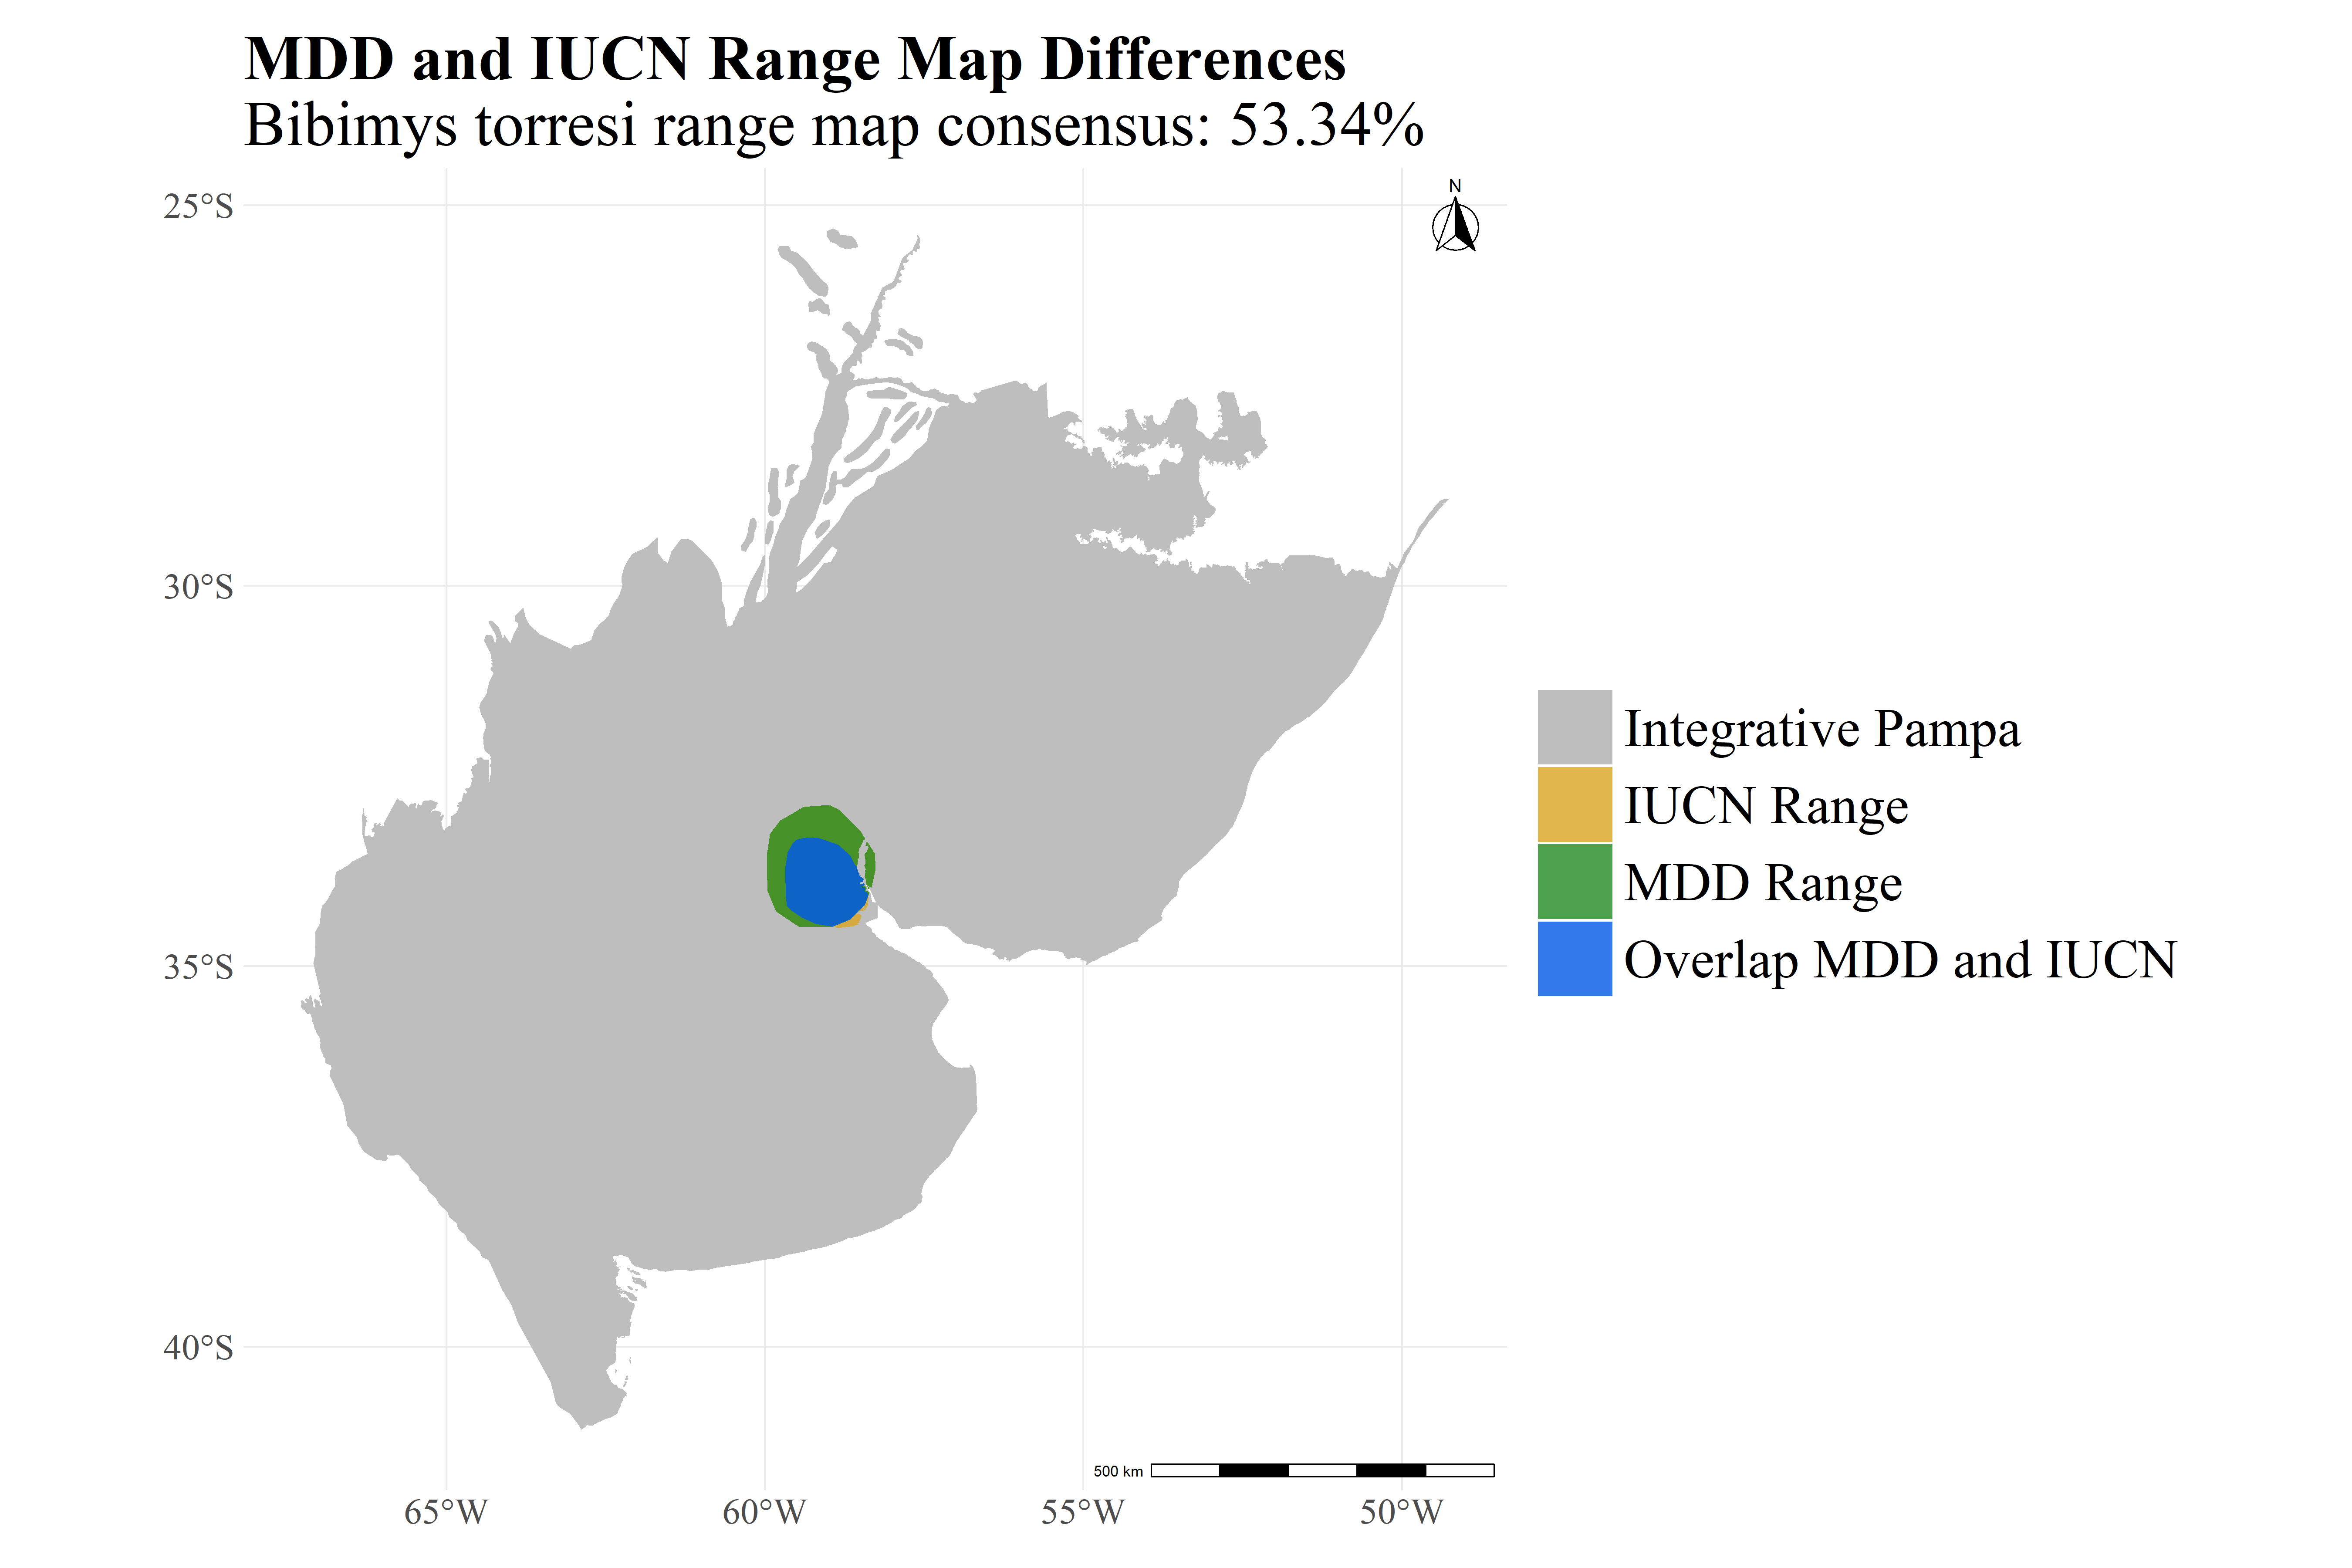 MDD and IUCN Range Map Differences
Bibimys torresi range map consensus: 53.34%
N
25°S
30°S
35°S
40°S
65°W
60°W
55°W
50°W
500 km
Integrative Pampa
IUCN Range
MDD Range
Overlap MDD and IUCN